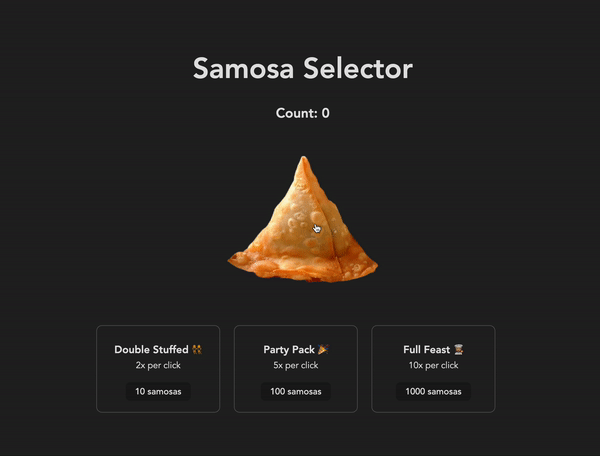 Samosa Selector
Count: 0
Double Stuffed 👯
2x per click
10 samosas
Party Pack 🎉
5x per click
100 samosas
Full Feast 👩🏽‍🍳
10x per click
1000 samosas